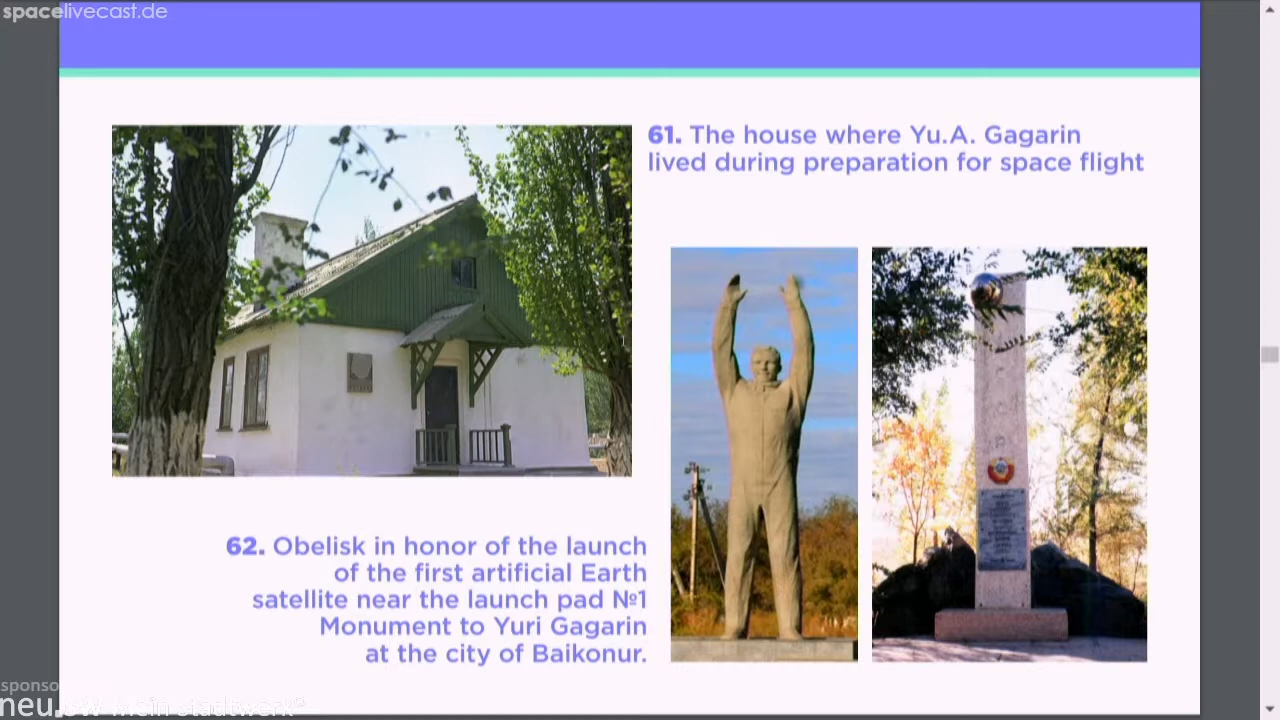 spacelivecast.de
61. The house where Yu.A. Gagarin
lived during preparation for space flight
62. Obelisk in honor of the launch
of the first artificial Earth
satellite near the launch pad №1
Monument to Yuri Gagarin
at the city of Baikonur.
sponso
neu.sw mein stadtwerk